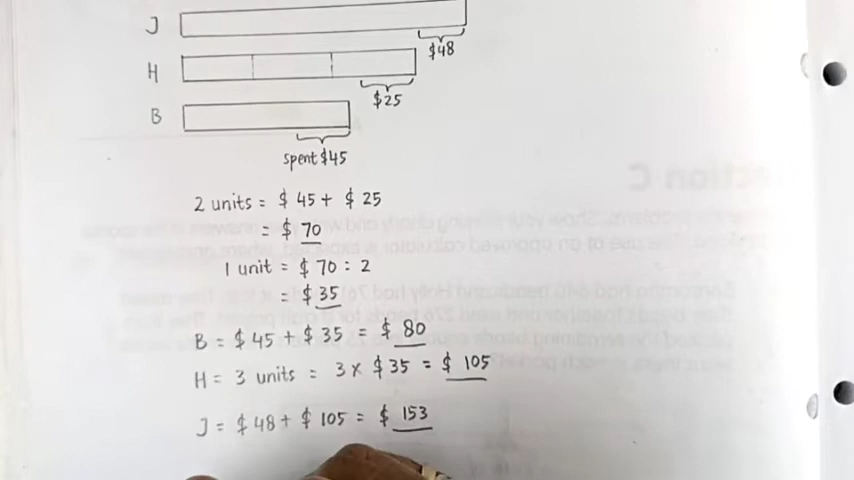 J
$48
H
$25
B
spent $45
2 units = $ 45 + $ 25
= $ 70
1 unit = $ 70 : 2
= $ 35
B = $ 45 + $ 35 = $ 80
H = 3 units = 3 x $ 35 = $ 105
J = $ 48 + $ 105 = $ 153